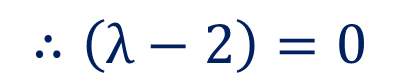 ∴ (λ − 2) = 0